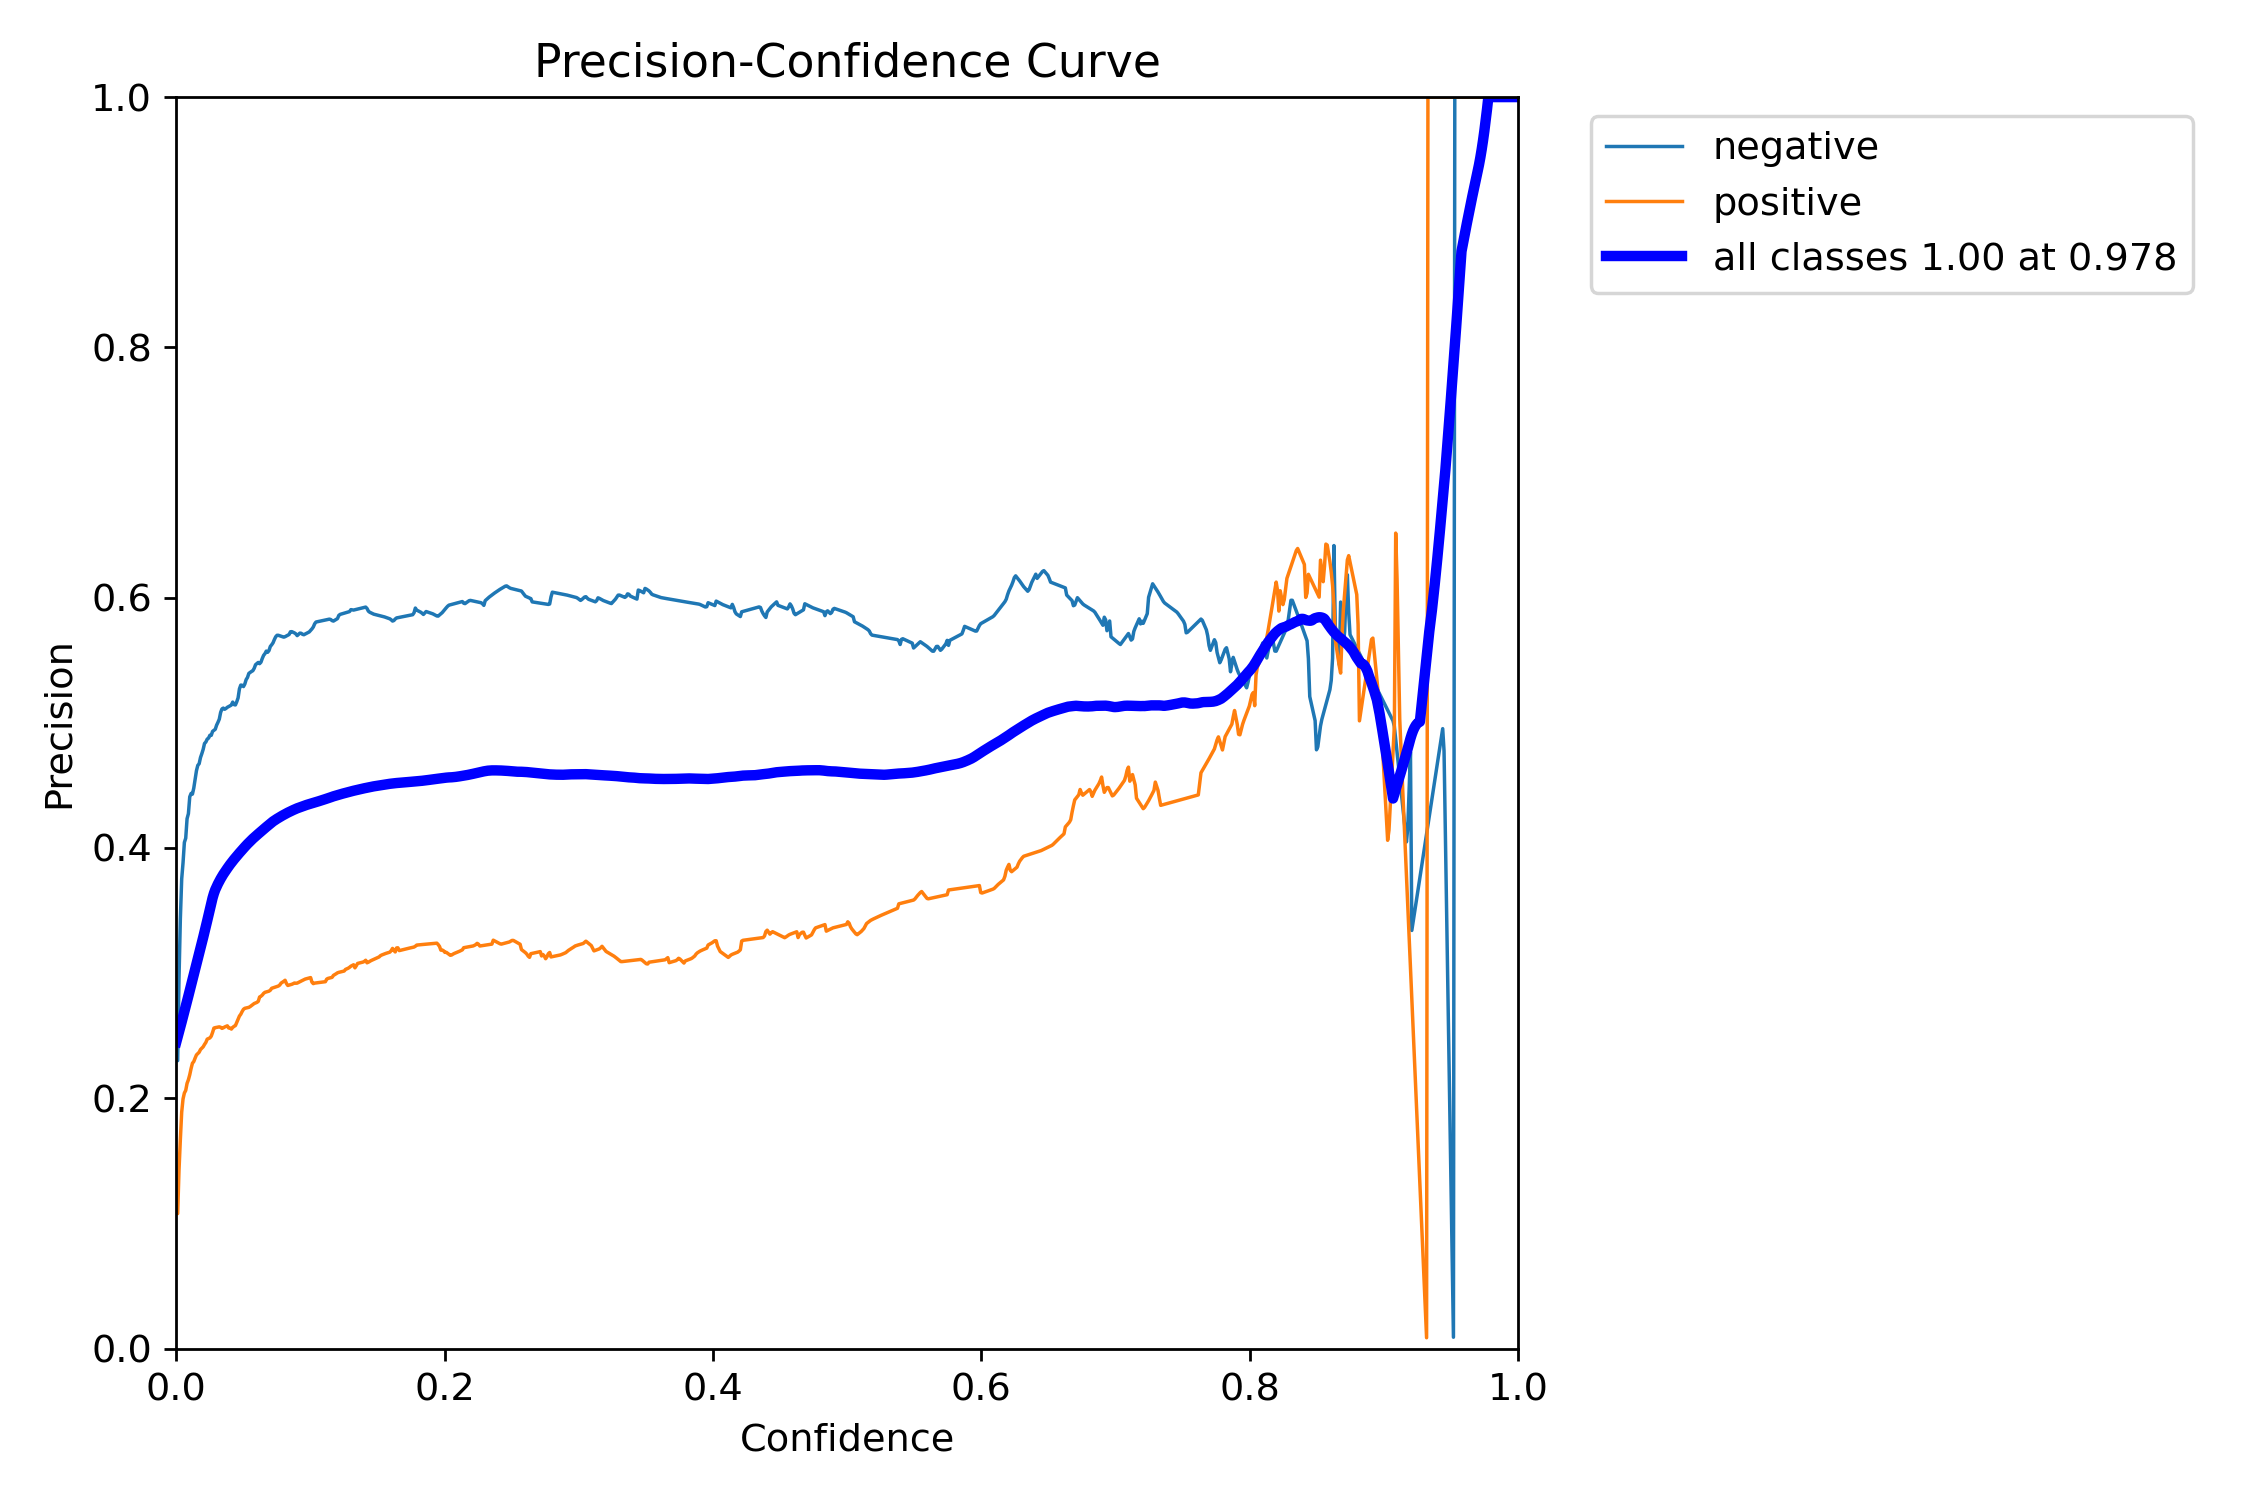 Precision-Confidence Curve
1.0
0.8
0.6
0.4
0.2
0.0
Precision
0.0 0.2 0.4 0.6 0.8 1.0
Confidence
negative
positive
all classes 1.00 at 0.978